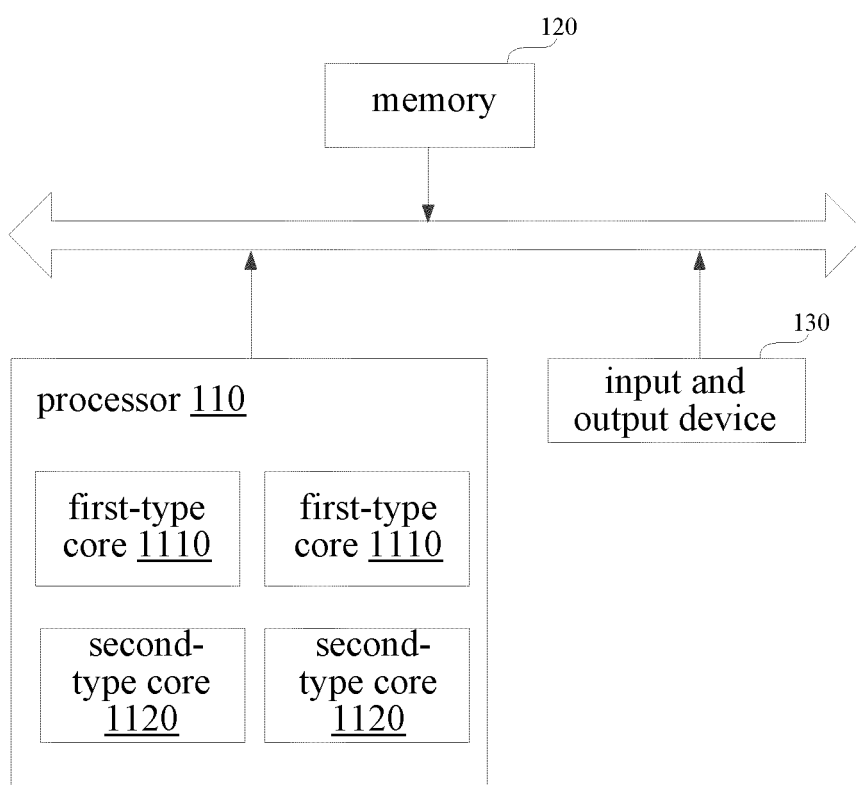 120
memory
130
input and
output device
processor 110
first-type
core 1110
first-type
core 1110
second-
type core
1120
second-
type core
1120